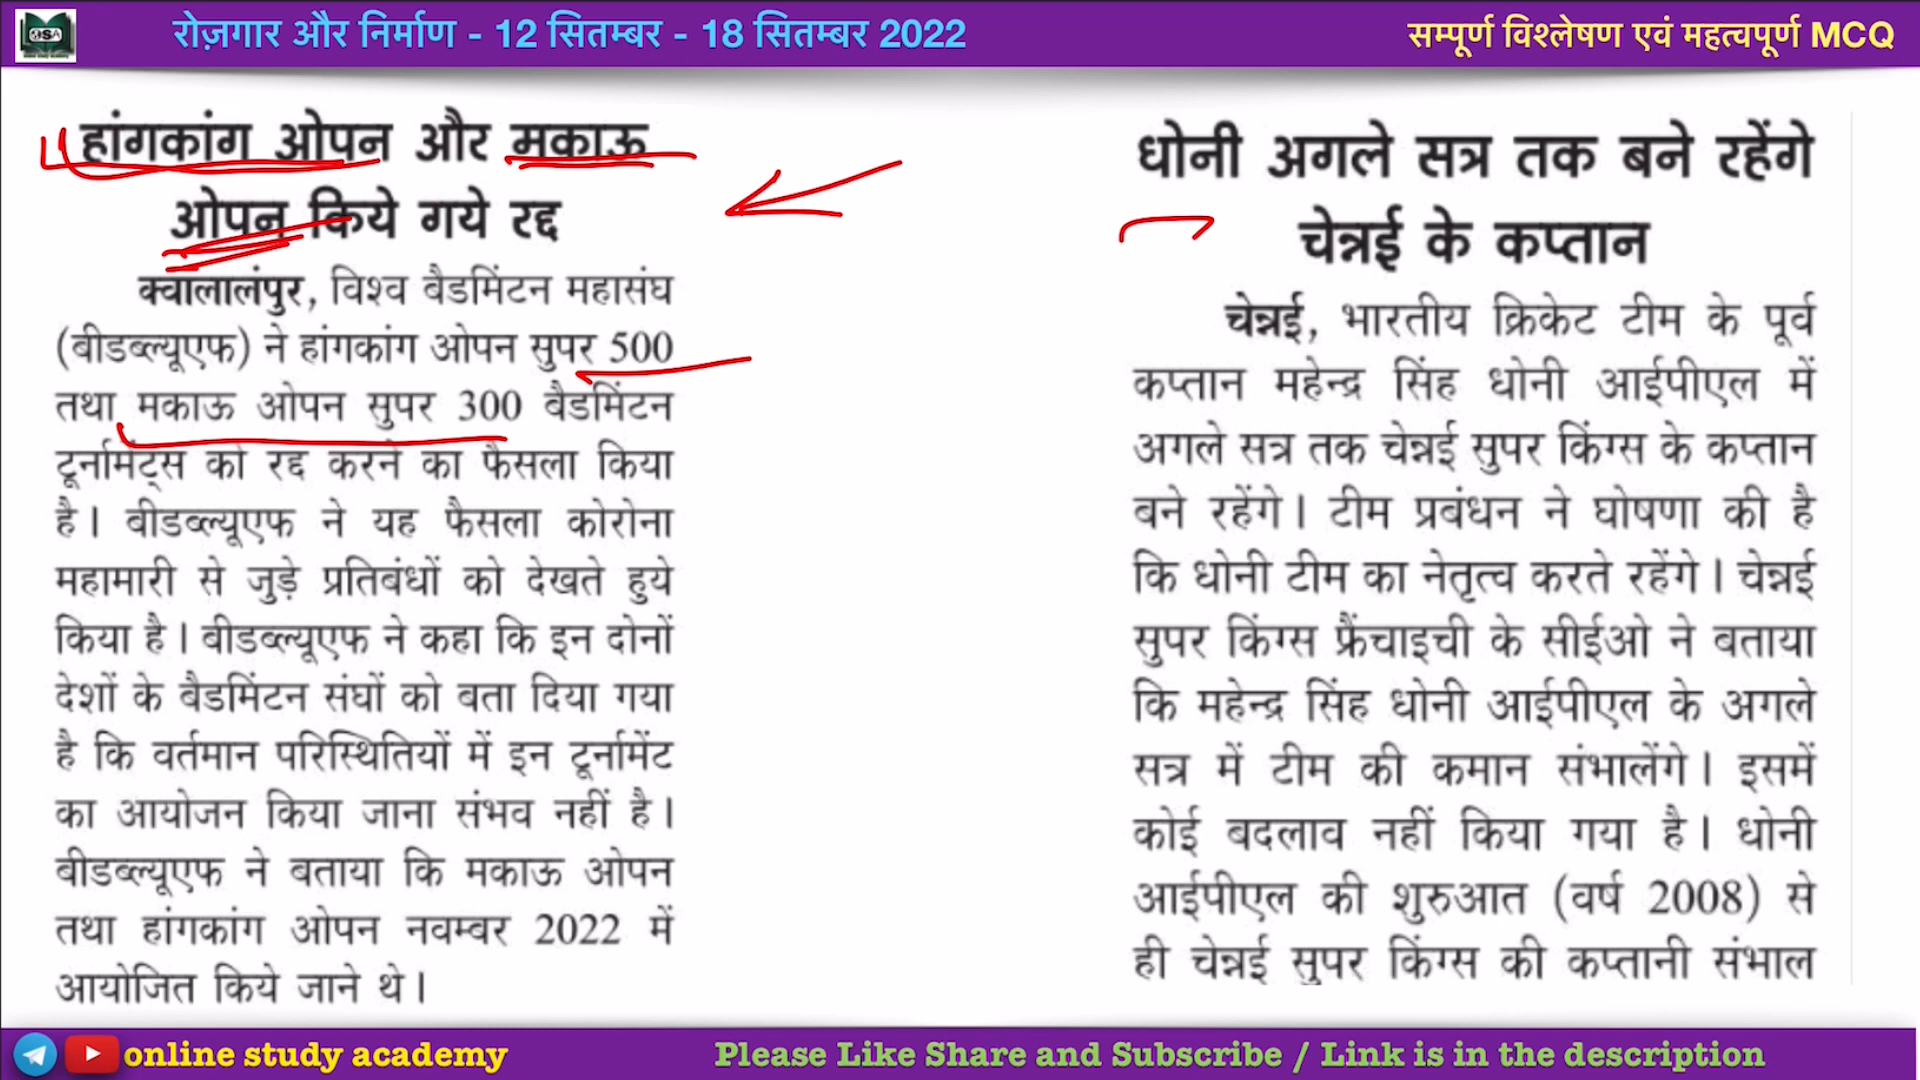 OSA
रोज़गार और निर्माण - 12 सितम्बर - 18 सितम्बर 2022
सम्पूर्ण विश्लेषण एवं महत्वपूर्ण MCQ
हांगकांग ओपन और मकाऊ
ओपन किये गये रद्द
क्वालालंपुर, विश्व बैडमिंटन महासंघ
(बीडब्ल्यूएफ) ने हांगकांग ओपन सुपर 500
तथा मकाऊ ओपन सुपर 300 बैडमिंटन
टूर्नामेंट्स को रद्द करने का फैसला किया
है। बीडब्ल्यूएफ ने यह फैसला कोरोना
महामारी से जुड़े प्रतिबंधों को देखते हुये
किया है। बीडब्ल्यूएफ ने कहा कि इन दोनों
देशों के बैडमिंटन संघों को बता दिया गया
है कि वर्तमान परिस्थितियों में इन टूर्नामेंट
का आयोजन किया जाना संभव नहीं है।
बीडब्ल्यूएफ ने बताया कि मकाऊ ओपन
तथा हांगकांग ओपन नवम्बर 2022 में
आयोजित किये जाने थे।
धोनी अगले सत्र तक बने रहेंगे
चेन्नई के कप्तान
चेन्नई, भारतीय क्रिकेट टीम के पूर्व
कप्तान महेन्द्र सिंह धोनी आईपीएल में
अगले सत्र तक चेन्नई सुपर किंग्स के कप्तान
बने रहेंगे। टीम प्रबंधन ने घोषणा की है
कि धोनी टीम का नेतृत्व करते रहेंगे। चेन्नई
सुपर किंग्स फ्रैंचाइची के सीईओ ने बताया
कि महेन्द्र सिंह धोनी आईपीएल के अगले
सत्र में टीम की कमान संभालेंगे। इसमें
कोई बदलाव नहीं किया गया है। धोनी
आईपीएल की शुरुआत (वर्ष 2008) से
ही चेन्नई सुपर किंग्स की कप्तानी संभाल
online study academy
Please Like Share and Subscribe / Link is in the description